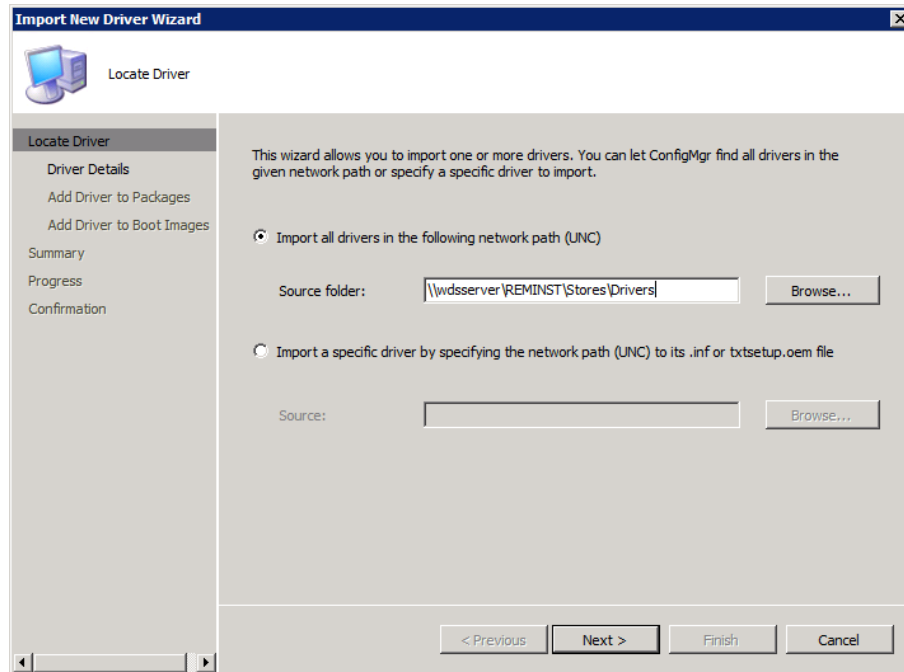 Import New Driver Wizard
Locate Driver
Locate Driver
Driver Details
Add Driver to Packages
Add Driver to Boot Images
Summary
Progress
Confirmation
This wizard allows you to import one or more drivers. You can let ConfigMgr find all drivers in the
given network path or specify a specific driver to import.
Import all drivers in the following network path (UNC)
Source folder: \\wdsserver\REMINST\Stores\Drivers Browse...
Import a specific driver by specifying the network path (UNC) to its .inf or txtsetup.oem file
Source: Browse...
< Previous Next > Finish Cancel